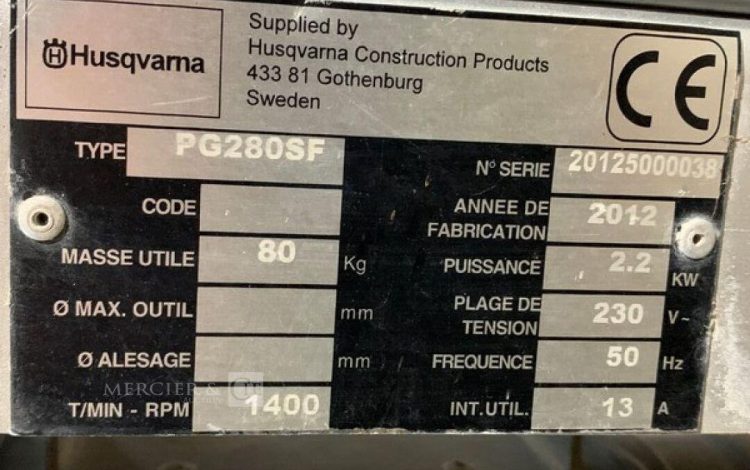 Husqvarna
Supplied by
Husqvarna Construction Products
433 81 Gothenburg
Sweden
CE
TYPE PG280SF
N° SERIE 20125000038
CODE
ANNEE DE
FABRICATION 2012
MASSE UTILE 80 Kg
PUISSANCE 2.2 KW
Ø MAX. OUTIL mm
PLAGE DE
TENSION 230 V~
Ø ALESAGE mm
FREQUENCE 50 Hz
MERCIER &
T/MIN - RPM 1400
INT.UTIL. 13 A